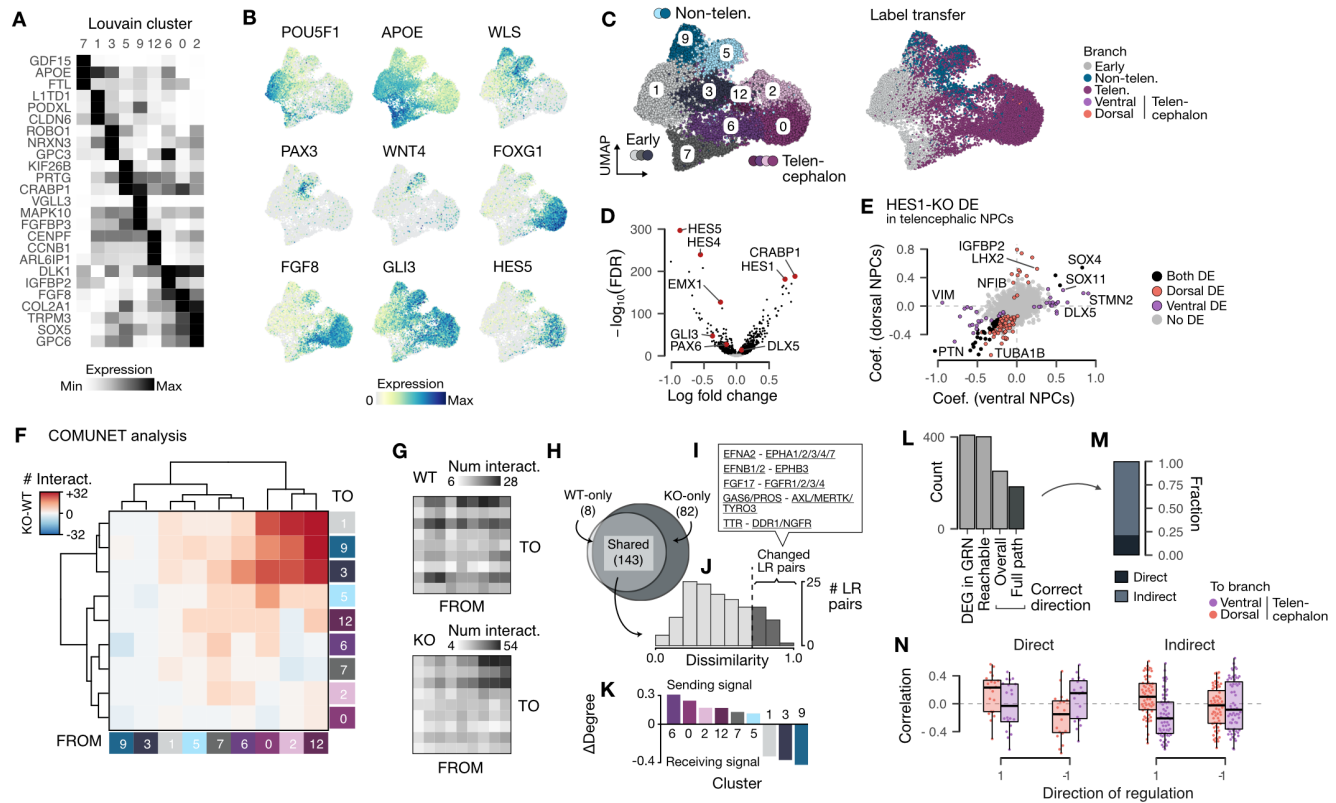 A
Louvain cluster
7 1 3 5 9 12 6 0 2
GDF15
APOE
FTL
L1TD1
PODXL
CLDN6
ROBO1
NRXN3
GPC3
KIF26B
PRTG
CRABP1
VGLL3
MAPK10
FGFBP3
CENPF
CCNB1
ARL6IP1
DLK1
IGFBP2
FGF8
COL2A1
TRPM3
SOX5
GPC6
Expression
Min Max
B
POU5F1 APOE WLS
PAX3 WNT4 FOXG1
FGF8 GLI3 HES5
Expression
0 Max
C
Non-telen.
9
5
1
3
12
2
6
0
7
Early
Telen-
cephalon
UMAP
Label transfer
Branch
Early
Non-telen.
Telen.
Ventral
Dorsal
Telen-
cephalon
D
300
200
100
0
−log10(FDR)
HES5
HES4
CRABP1
HES1
EMX1
GLI3
PAX6
DLX5
-1.0 -0.5 0.0 0.5 1.0
Log fold change
E
HES1-KO DE
in telencephalic NPCs
Coef. (dorsal NPCs)
0.8
0.4
0.0
-0.4
IGFBP2
LHX2
SOX4
NFIB
SOX11
VIM
STMN2
DLX5
PTN
TUBA1B
-1.0 -0.5 0.0 0.5 1.0
Coef. (ventral NPCs)
Both DE
Dorsal DE
Ventral DE
No DE
F
COMUNET analysis
# Interact.
KO-WT
+32
0
-32
TO
1
9
3
5
12
6
7
2
0
FROM
9 3 1 5 7 6 0 2 12
G
WT
Num interact.
6 28
TO
FROM
KO
Num interact.
4 54
TO
FROM
H
WT-only
(8)
KO-only
(82)
Shared
(143)
I
EFNA2 - EPHA1/2/3/4/7
EFNB1/2 - EPHB3
FGF17 - FGFR1/2/3/4
GAS6/PROS - AXL/MERTK/
TYRO3
TTR - DDR1/NGFR
J
Changed
LR pairs
25
0
# LR
pairs
0.0 1.0
Dissimilarity
K
Sending signal
0.3
0
-0.4
ΔDegree
6 0 2 12 7 5 1 3 9
Receiving signal
Cluster
L
400
0
Count
DEG in GRN
Reachable
Overall
Full path
Correct
direction
M
1.00
0.75
0.50
0.25
0.00
Fraction
Direct
Indirect
To branch
Ventral
Dorsal
Telen-
cephalon
N
Direct Indirect
Correlation
0.4
0.0
-0.4
1 -1 1 -1
Direction of regulation